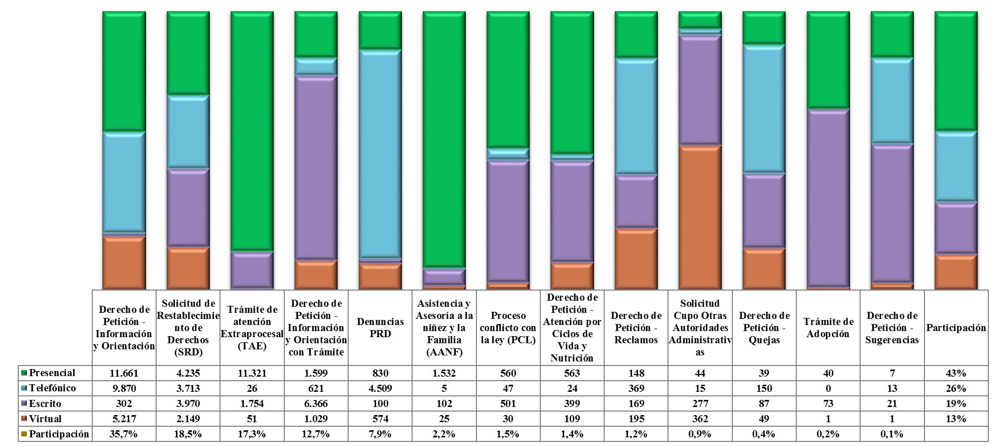 Derecho de Petición - Información y Orientación
Solicitud de Restablecimiento de Derechos (SRD)
Trámite de atención Extraprocesal (TAE)
Derecho de Petición - Información y Orientación con Trámite
Denuncias PRD
Asistencia y Asesoría a la niñez y la Familia (AANF)
Proceso conflicto con la ley (PCL)
Derecho de Petición - Atención por Ciclos de Vida y Nutrición
Derecho de Petición - Reclamos
Solicitud Cupo Otras Autoridades Administrativas
Derecho de Petición - Quejas
Trámite de Adopción
Derecho de Petición - Sugerencias
Participación
Presencial 11.661 4.235 11.321 1.599 830 1.532 560 563 148 44 39 40 7 43%
Telefónico 9.870 3.713 26 621 4.509 5 47 24 369 15 150 0 13 26%
Escrito 302 3.970 1.754 6.366 100 102 501 399 169 277 87 73 21 19%
Virtual 5.217 2.149 51 1.029 574 25 30 109 195 362 49 1 1 13%
Participación 35,7% 18,5% 17,3% 12,7% 7,9% 2,2% 1,5% 1,4% 1,2% 0,9% 0,4% 0,2% 0,1%